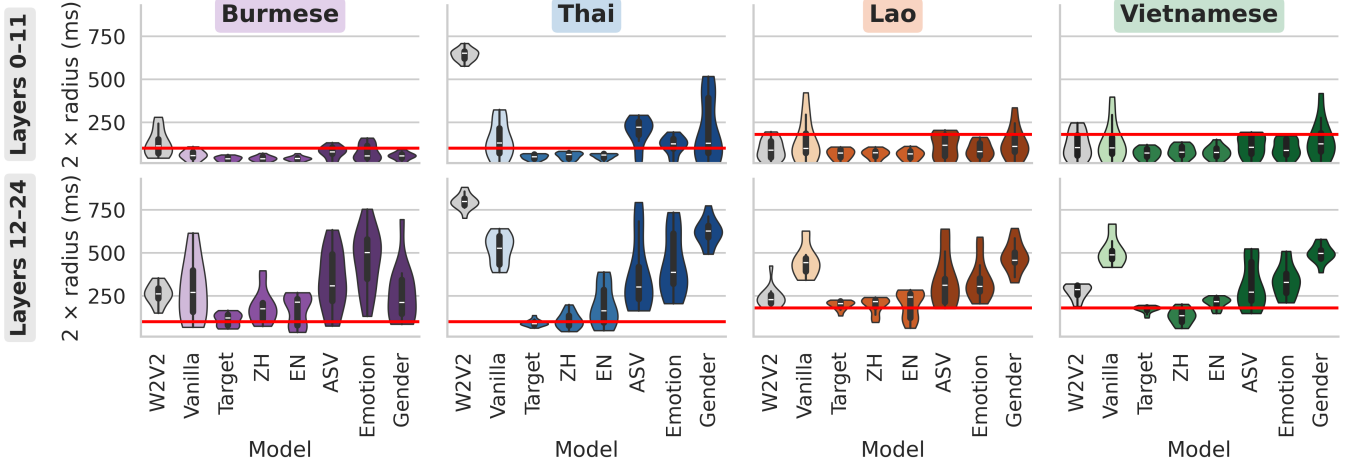 Burmese Thai Lao Vietnamese
Layers 0–11
2 × radius (ms)
750
500
250
Layers 12–24
2 × radius (ms)
750
500
250
W2V2 Vanilla Target ZH EN ASV Emotion Gender
W2V2 Vanilla Target ZH EN ASV Emotion Gender
W2V2 Vanilla Target ZH EN ASV Emotion Gender
W2V2 Vanilla Target ZH EN ASV Emotion Gender
Model Model Model Model